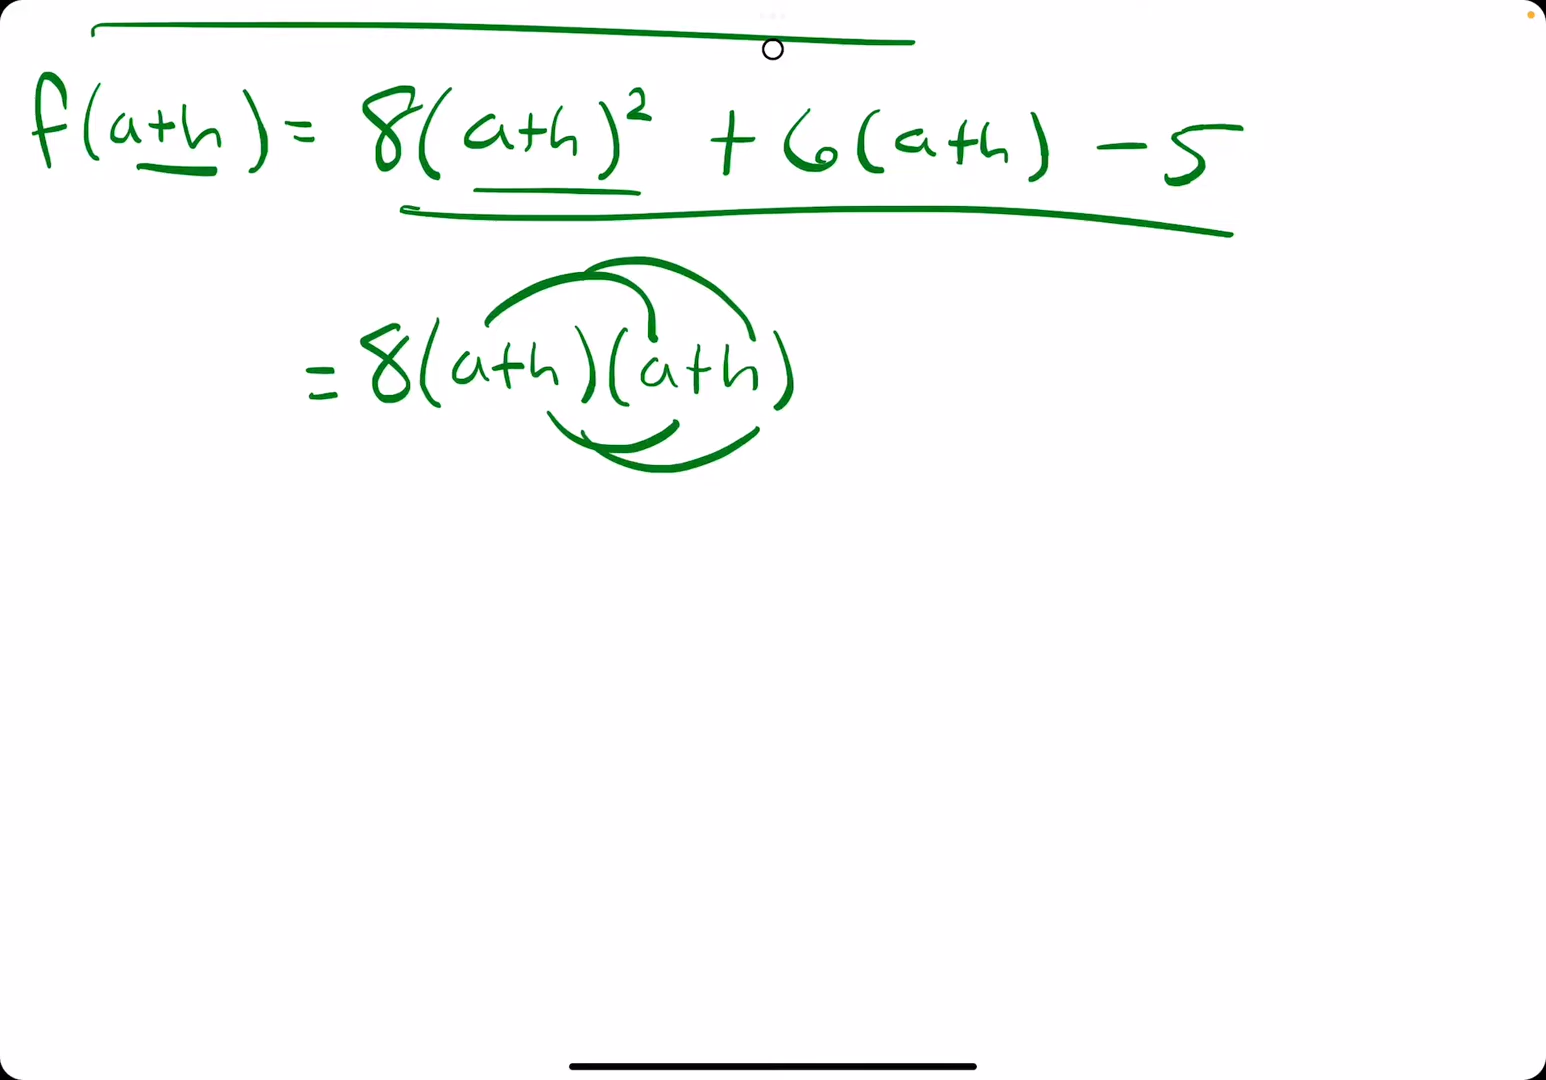 f(a+h) = 8(a+h)² + 6(a+h) - 5
= 8(a+h)(a+h)